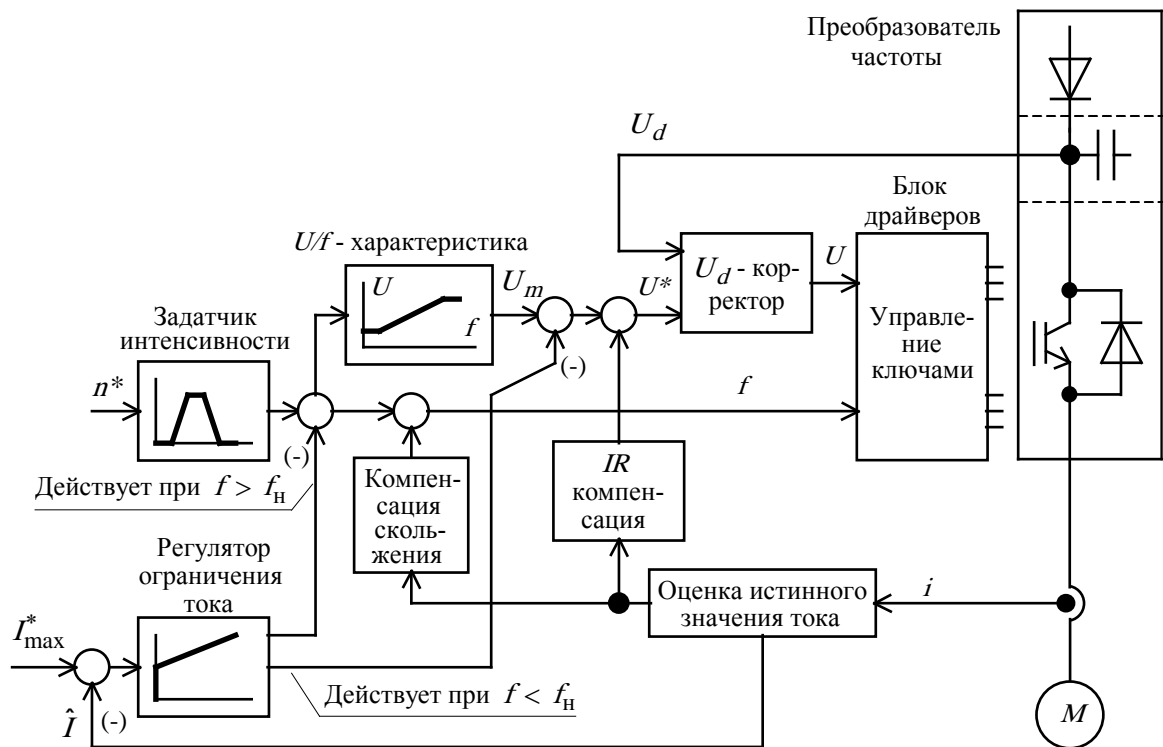 Преобразователь
частоты
U_d
Блок
драйверов
U/f - характеристика
U
f
U_m
U*
U_d - кор-
ректор
U
Задатчик
интенсивности
(-)
Управле-
ние
ключами
n*
f
(-)
Действует при f > f_н
Компен-
сация
сколь-
жения
IR
компен-
сация
Регулятор
ограничения
тока
Оценка истинного
значения тока
i
I*_max
Действует при f < f_н
Î
(-)
M